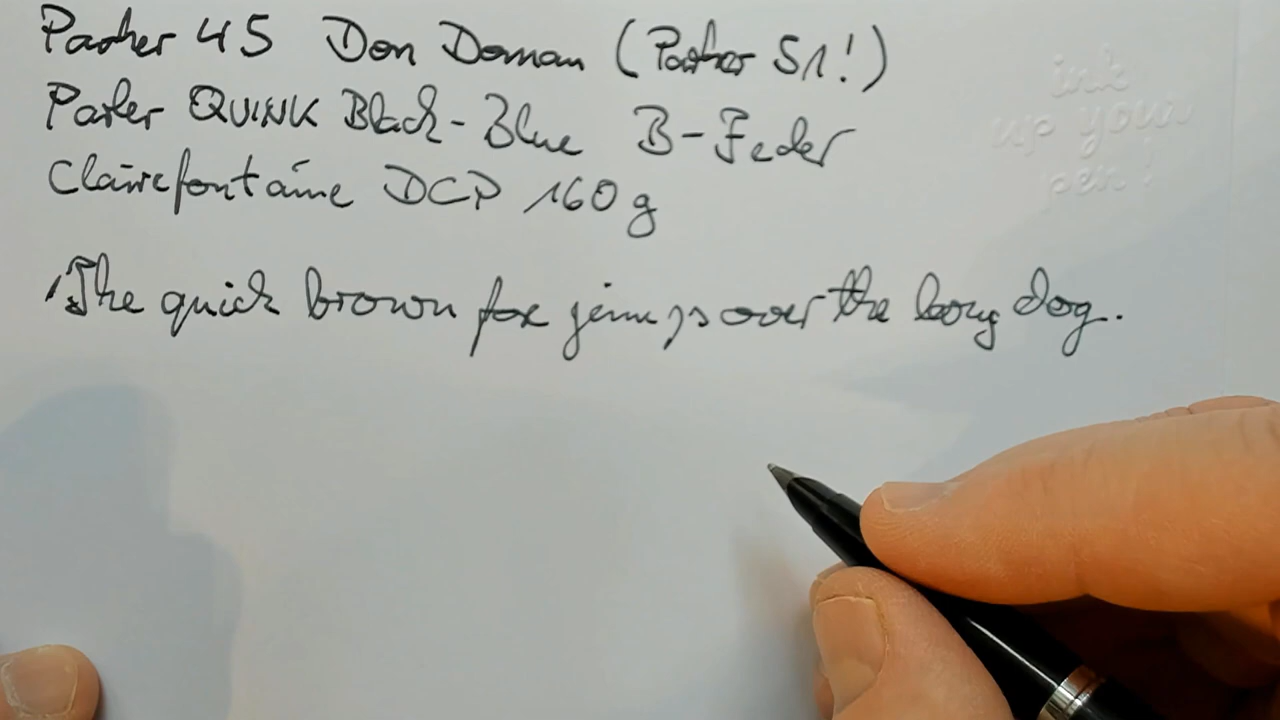 Parker 45 Don Doman (Parker 51!)
Parker QUINK Black-Blue B-Feder
Clairefontaine DCP 160 g
The quick brown fox jumps over the lazy dog.
ink
up your
pen!